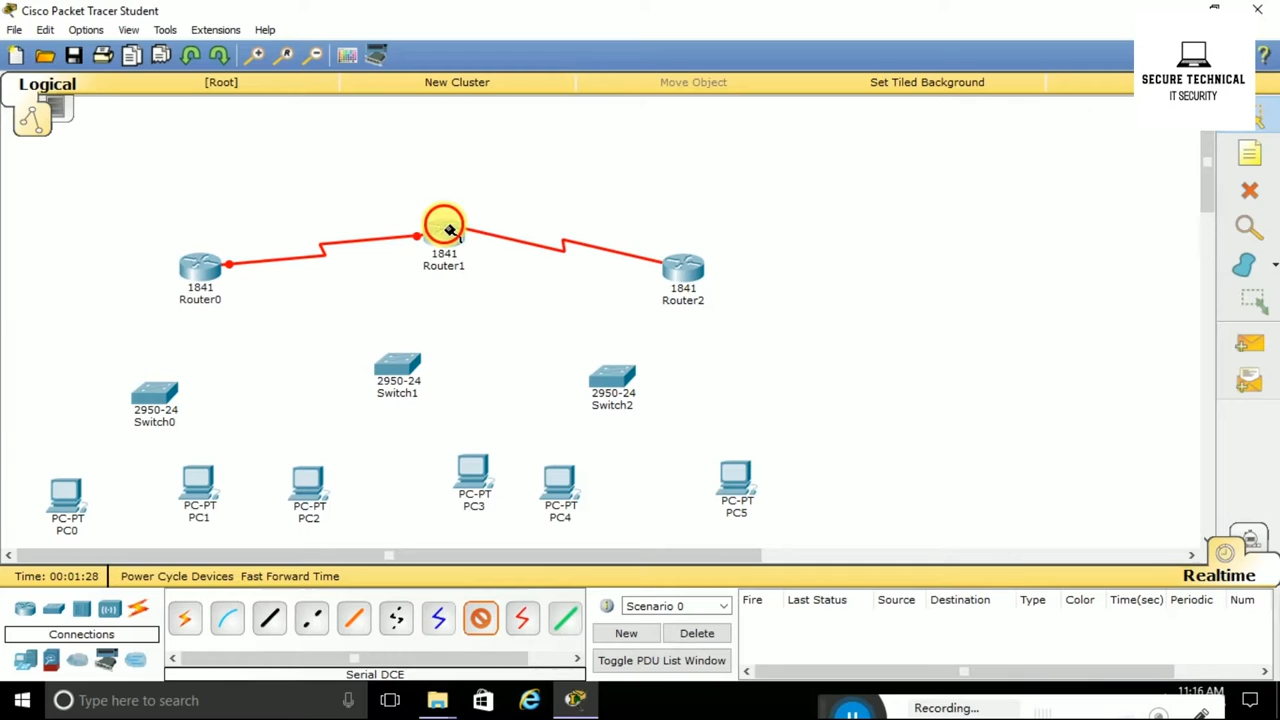 Cisco Packet Tracer Student
File Edit Options View Tools Extensions Help
SECURE TECHNICAL
IT SECURITY
Logical [Root] New Cluster Move Object Set Tiled Background
1841
Router1
1841
Router0
1841
Router2
2950-24
Switch1
2950-24
Switch2
2950-24
Switch0
PC-PT
PC0
PC-PT
PC1
PC-PT
PC2
PC-PT
PC3
PC-PT
PC4
PC-PT
PC5
Time: 00:01:28 Power Cycle Devices Fast Forward Time Realtime
Connections
Serial DCE
Scenario 0
New Delete
Toggle PDU List Window
Fire Last Status Source Destination Type Color Time(sec) Periodic Num
Type here to search
Recording...
11:16 AM